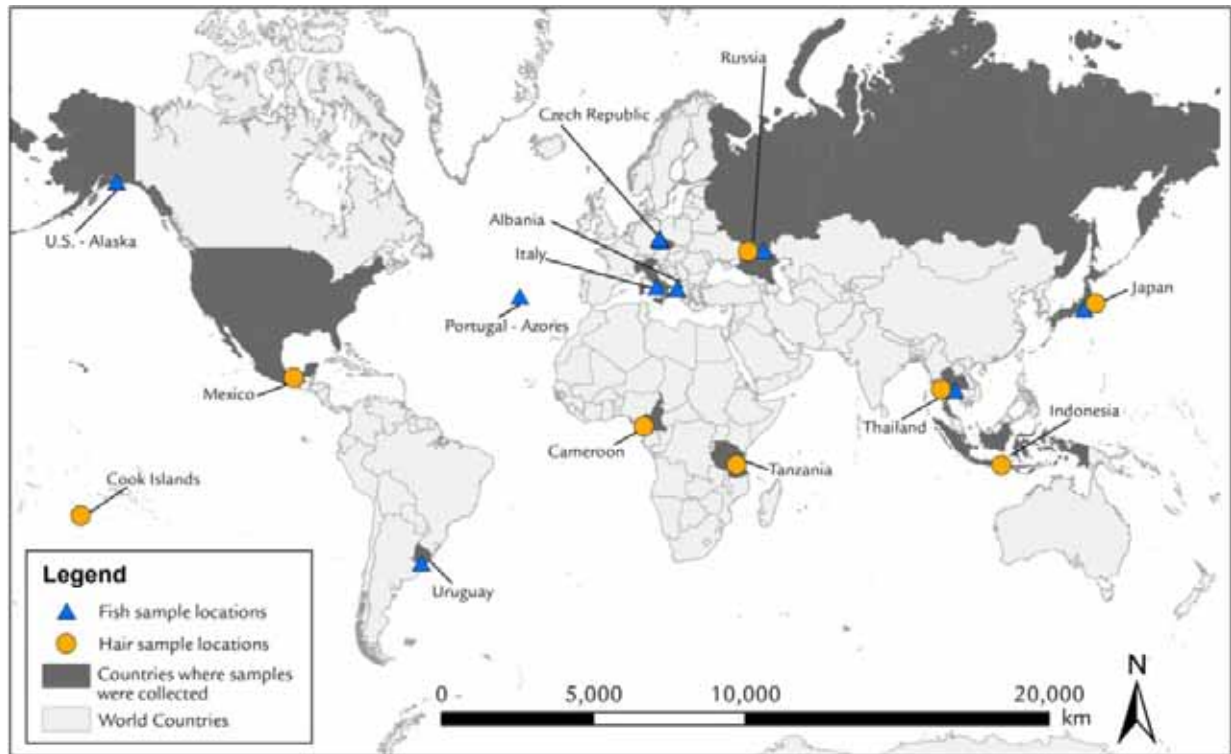 Russia
Czech Republic
Albania
U.S. - Alaska
Italy
Japan
Portugal - Azores
Mexico
Indonesia
Thailand
Cameroon
Tanzania
Cook Islands
Uruguay
Legend
Fish sample locations
Hair sample locations
Countries where samples
were collected
World Countries
N
0 5,000 10,000 20,000
km